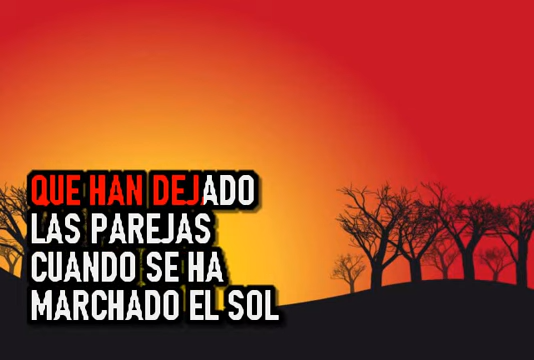 QUE HAN DEJADO
LAS PAREJAS
CUANDO SE HA
MARCHADO EL SOL